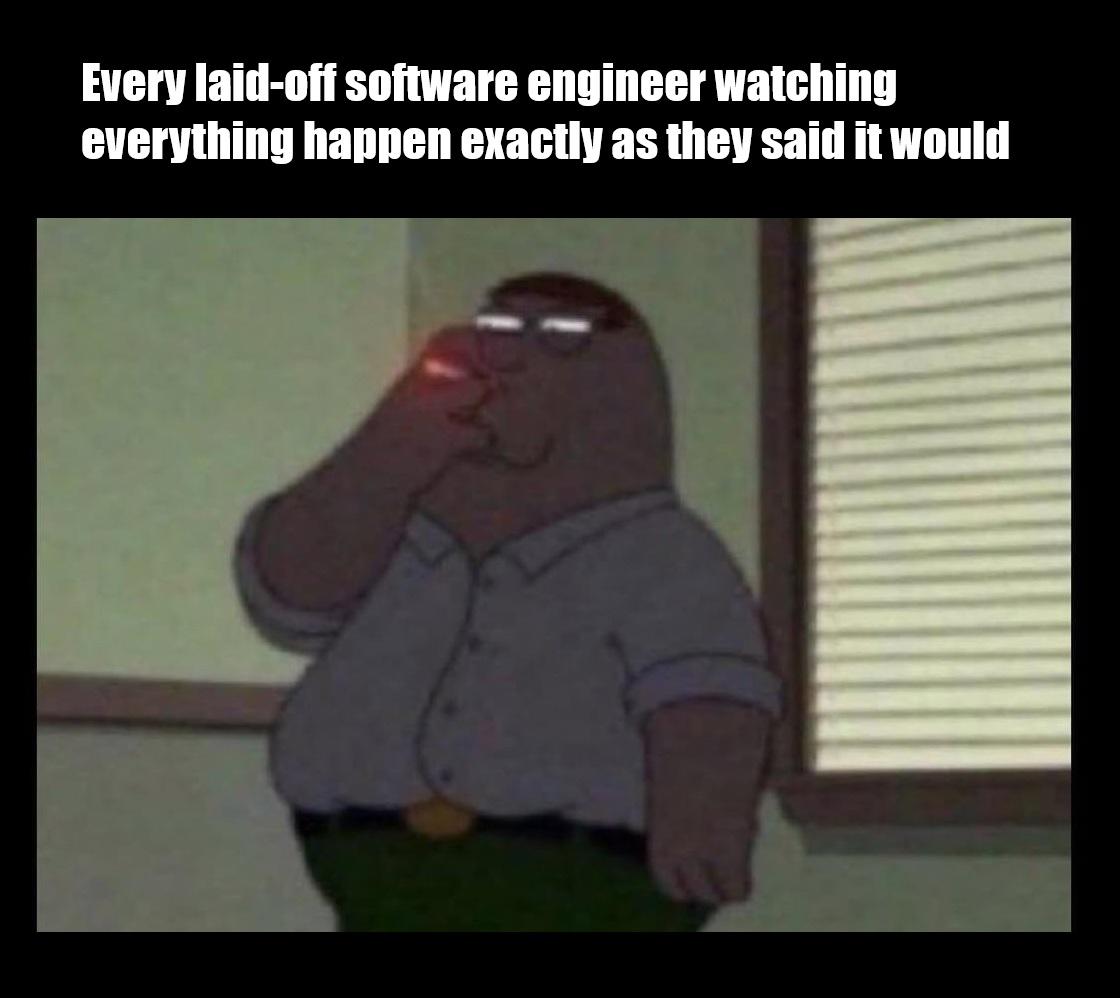 Every laid-off software engineer watching
everything happen exactly as they said it would